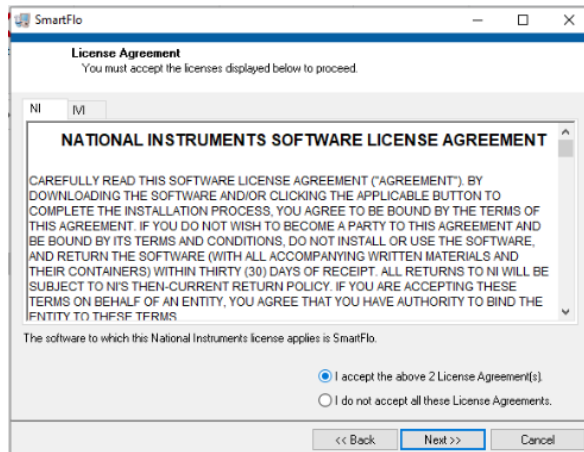 SmartFlo
License Agreement
You must accept the licenses displayed below to proceed.
NI IVI
NATIONAL INSTRUMENTS SOFTWARE LICENSE AGREEMENT
CAREFULLY READ THIS SOFTWARE LICENSE AGREEMENT ("AGREEMENT"). BY
DOWNLOADING THE SOFTWARE AND/OR CLICKING THE APPLICABLE BUTTON TO
COMPLETE THE INSTALLATION PROCESS, YOU AGREE TO BE BOUND BY THE TERMS OF
THIS AGREEMENT. IF YOU DO NOT WISH TO BECOME A PARTY TO THIS AGREEMENT AND
BE BOUND BY ITS TERMS AND CONDITIONS, DO NOT INSTALL OR USE THE SOFTWARE,
AND RETURN THE SOFTWARE (WITH ALL ACCOMPANYING WRITTEN MATERIALS AND
THEIR CONTAINERS) WITHIN THIRTY (30) DAYS OF RECEIPT. ALL RETURNS TO NI WILL BE
SUBJECT TO NI'S THEN-CURRENT RETURN POLICY. IF YOU ARE ACCEPTING THESE
TERMS ON BEHALF OF AN ENTITY, YOU AGREE THAT YOU HAVE AUTHORITY TO BIND THE
ENTITY TO THESE TERMS
The software to which this National Instruments license applies is SmartFlo.
I accept the above 2 License Agreement(s).
I do not accept all these License Agreements.
<< Back Next >> Cancel